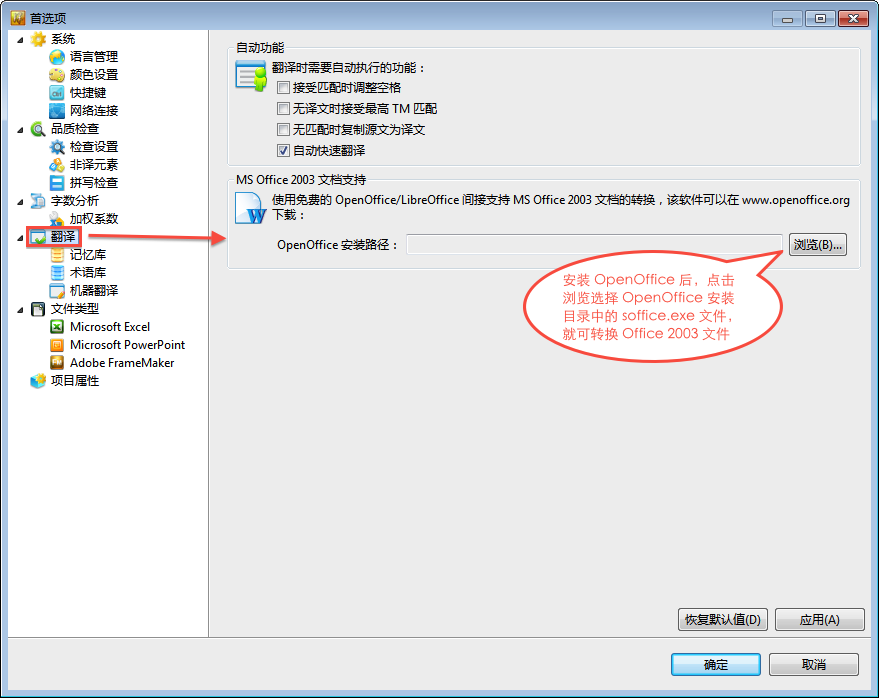 首选项
系统
语言管理
颜色设置
快捷键
网络连接
品质检查
检查设置
非译元素
拼写检查
字数分析
加权系数
翻译
记忆库
术语库
机器翻译
文件类型
Microsoft Excel
Microsoft PowerPoint
Adobe FrameMaker
项目属性
自动功能
翻译时需要自动执行的功能：
接受匹配时调整空格
无译文时接受最高 TM 匹配
无匹配时复制源文为译文
自动快速翻译
MS Office 2003 文档支持
使用免费的 OpenOffice/LibreOffice 间接支持 MS Office 2003 文档的转换，该软件可以在 www.openoffice.org
下载：
OpenOffice 安装路径：
浏览(B)...
安装 OpenOffice 后，点击
浏览选择 OpenOffice 安装
目录中的 soffice.exe 文件，
就可转换 Office 2003 文件
恢复默认值(D)
应用(A)
确定
取消